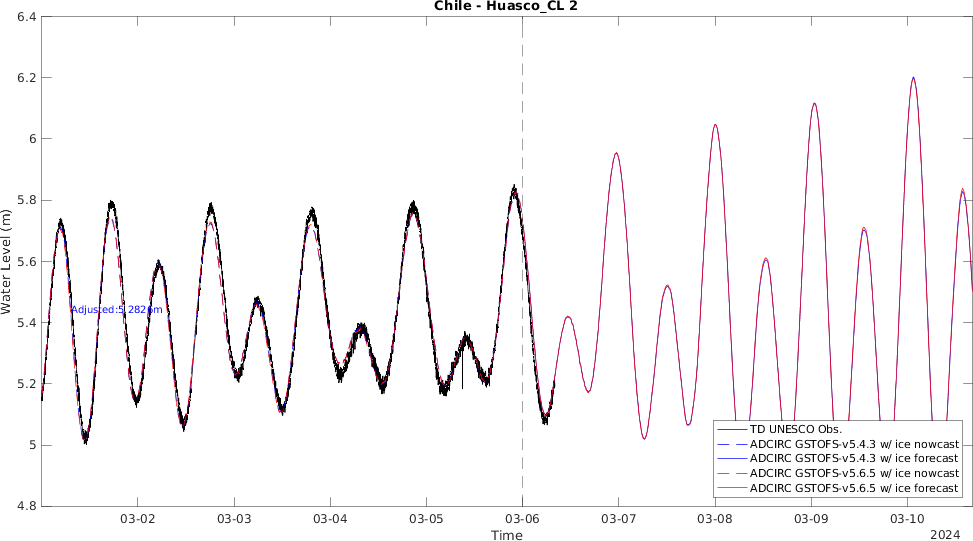 Chile - Huasco_CL 2
6.4
6.2
6
5.8
5.6
5.4
5.2
5
4.8
Water Level (m)
Adjusted:5.2826m
TD UNESCO Obs.
ADCIRC GSTOFS-v5.4.3 w/ ice nowcast
ADCIRC GSTOFS-v5.4.3 w/ ice forecast
ADCIRC GSTOFS-v5.6.5 w/ ice nowcast
ADCIRC GSTOFS-v5.6.5 w/ ice forecast
03-02 03-03 03-04 03-05 03-06 03-07 03-08 03-09 03-10
Time
2024